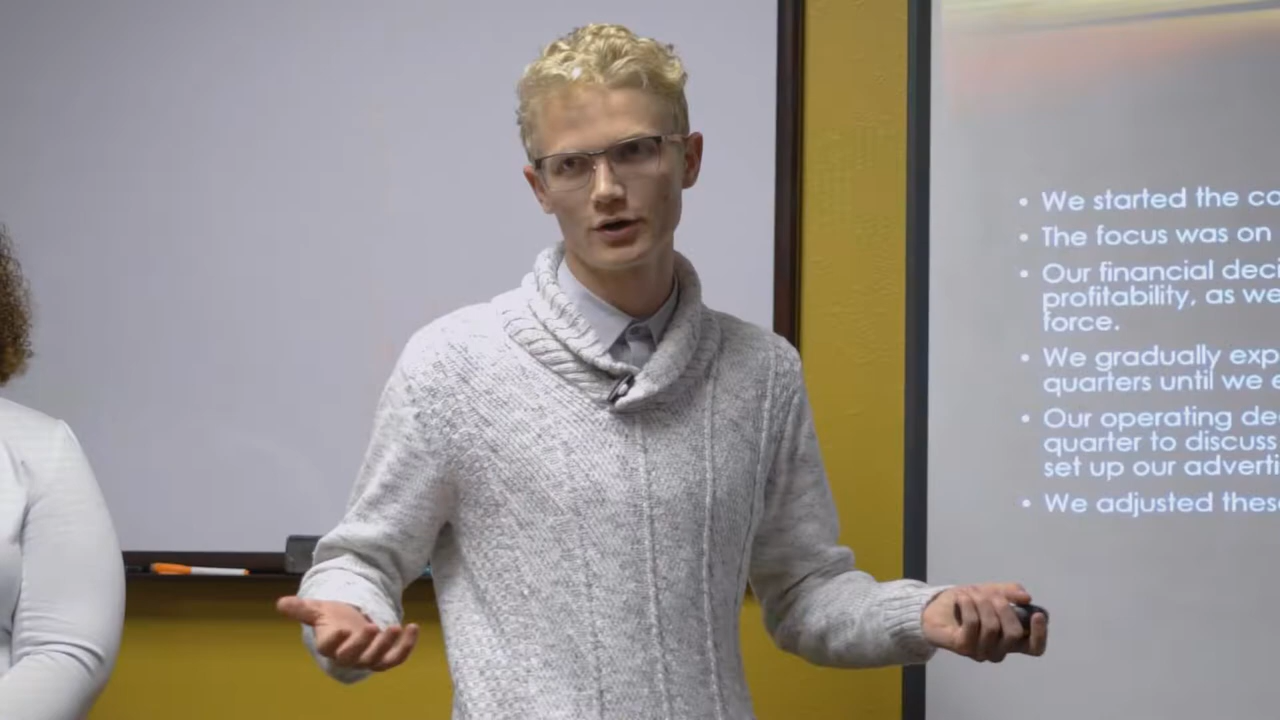 • We started the co
• The focus was on
• Our financial deci
profitability, as we
force.
• We gradually exp
quarters until we e
• Our operating de
quarter to discuss
set up our adverti
• We adjusted these